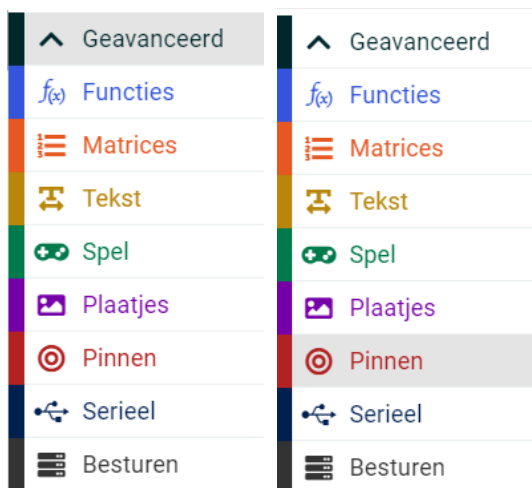 Geavanceerd
f(x) Functies
Matrices
Tekst
Spel
Plaatjes
Pinnen
Serieel
Besturen
Geavanceerd
f(x) Functies
Matrices
Tekst
Spel
Plaatjes
Pinnen
Serieel
Besturen